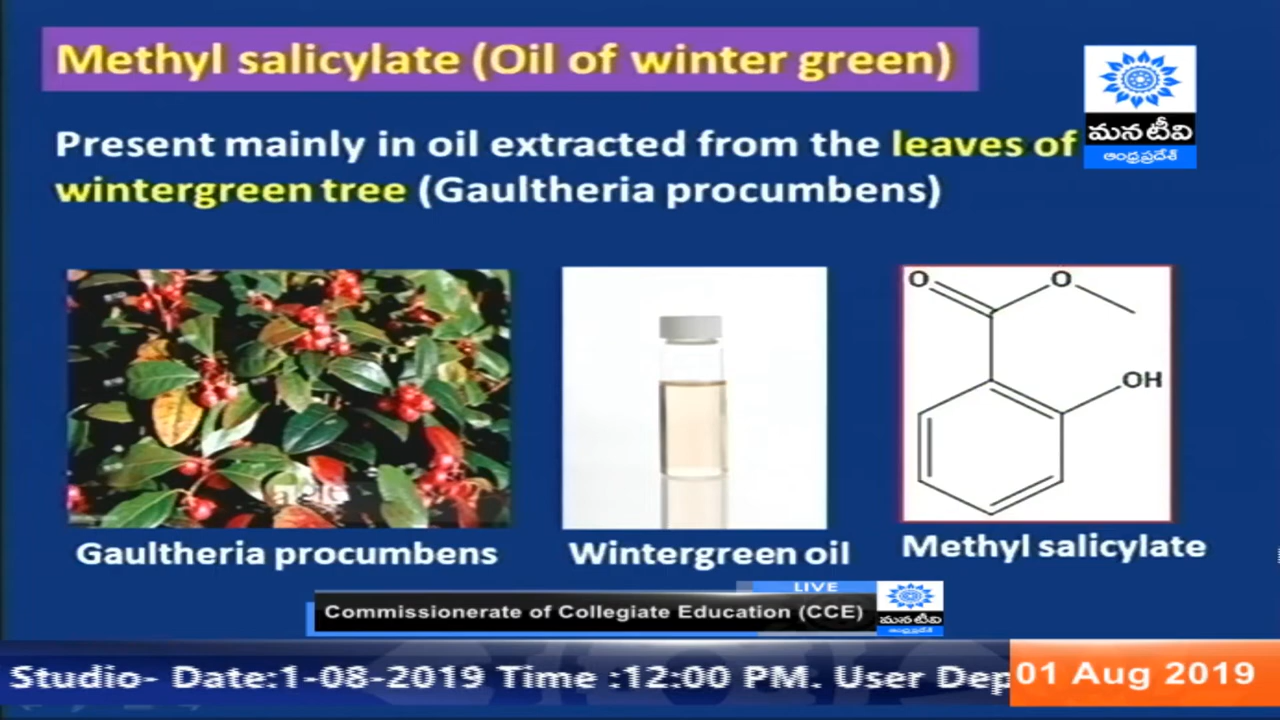 Methyl salicylate (Oil of winter green)
Present mainly in oil extracted from the leaves of
wintergreen tree (Gaultheria procumbens)
మన టీవి
ఆంధ్రప్రదేశ్
O
O
OH
Gaultheria procumbens
Wintergreen oil
Methyl salicylate
LIVE
Commissionerate of Collegiate Education (CCE)
మన టీవి
ఆంధ్రప్రదేశ్
Studio- Date:1-08-2019 Time :12:00 PM. User Dep
01 Aug 2019